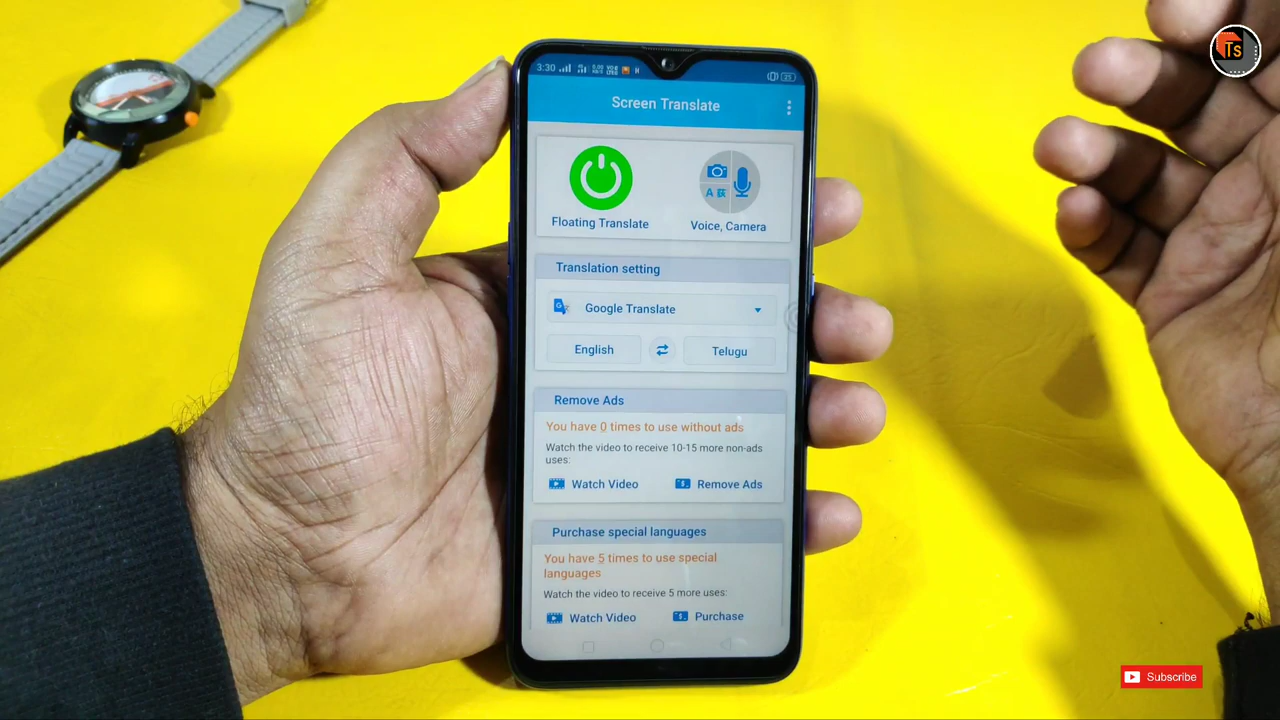 Ts
3:30
25
Screen Translate
A 获
Floating Translate
Voice, Camera
Translation setting
Google Translate
English
Telugu
Remove Ads
You have 0 times to use without ads
Watch the video to receive 10-15 more non-ads
uses:
Watch Video
Remove Ads
Purchase special languages
You have 5 times to use special
languages
Watch the video to receive 5 more uses:
Watch Video
Purchase
Subscribe